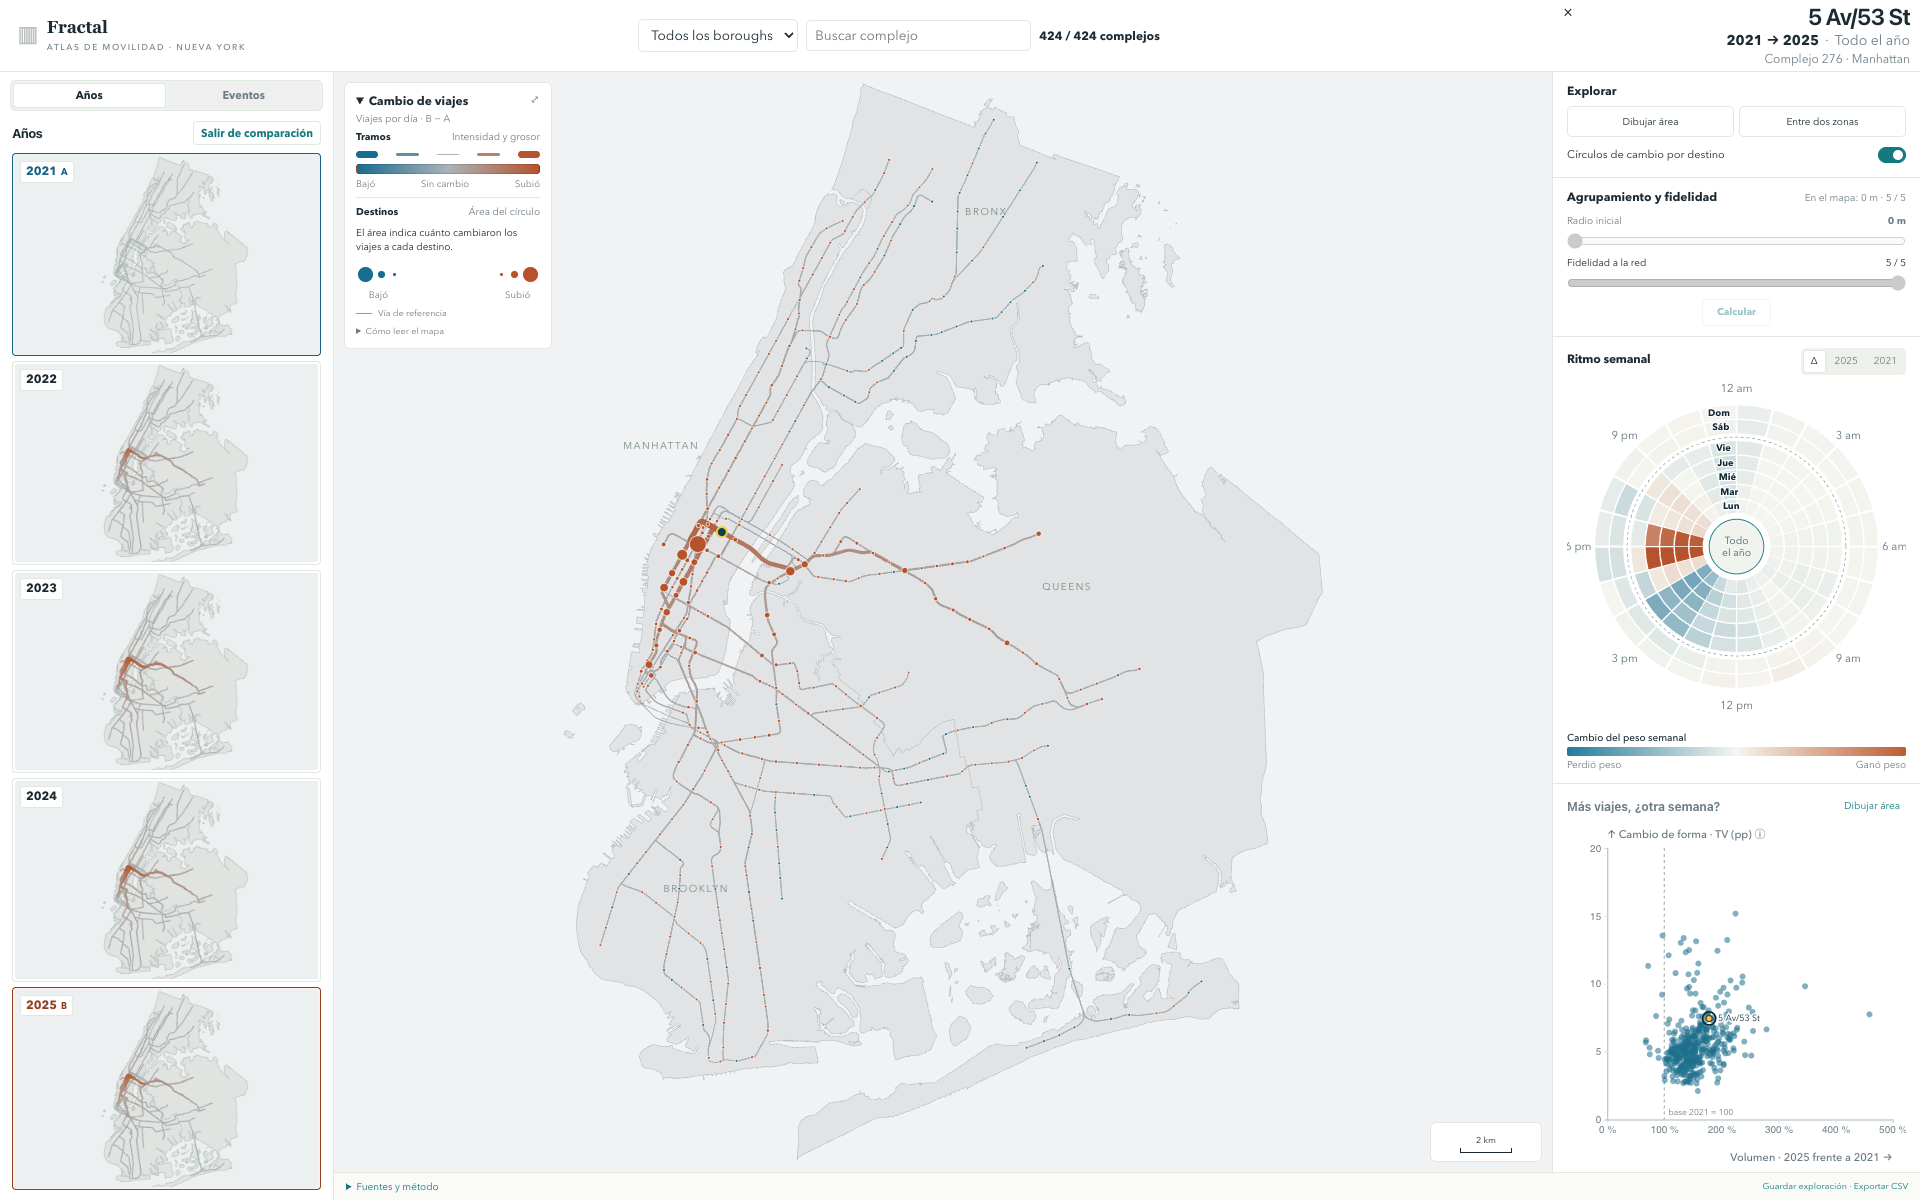 Fractal
ATLAS DE MOVILIDAD · NUEVA YORK
Todos los boroughs
Buscar complejo
424 / 424 complejos
×
5 Av/53 St
2021 → 2025 · Todo el año
Complejo 276 · Manhattan
Años
Eventos
Años
Salir de comparación
2021 A
2022
2023
2024
2025 B
▼ Cambio de viajes
Viajes por día · B − A
Tramos
Intensidad y grosor
Bajó
Sin cambio
Subió
Destinos
Área del círculo
El área indica cuánto cambiaron los
viajes a cada destino.
Bajó
Subió
Vía de referencia
▶ Cómo leer el mapa
BRONX
MANHATTAN
QUEENS
BROOKLYN
2 km
▶ Fuentes y método
Explorar
Dibujar área
Entre dos zonas
Círculos de cambio por destino
Agrupamiento y fidelidad
En el mapa: 0 m · 5 / 5
Radio inicial
0 m
Fidelidad a la red
5 / 5
Calcular
Ritmo semanal
Δ
2025
2021
12 am
Dom
Sáb
9 pm
3 am
Vie
Jue
Mié
Mar
Lun
Todo
el año
6 pm
6 am
3 pm
9 am
12 pm
Cambio del peso semanal
Perdió peso
Ganó peso
Más viajes, ¿otra semana?
Dibujar área
↑ Cambio de forma · TV (pp) ⓘ
20
15
10
5 Av/53 St
5
base 2021 = 100
0
0 %
100 %
200 %
300 %
400 %
500 %
Volumen · 2025 frente a 2021 →
Guardar exploración · Exportar CSV